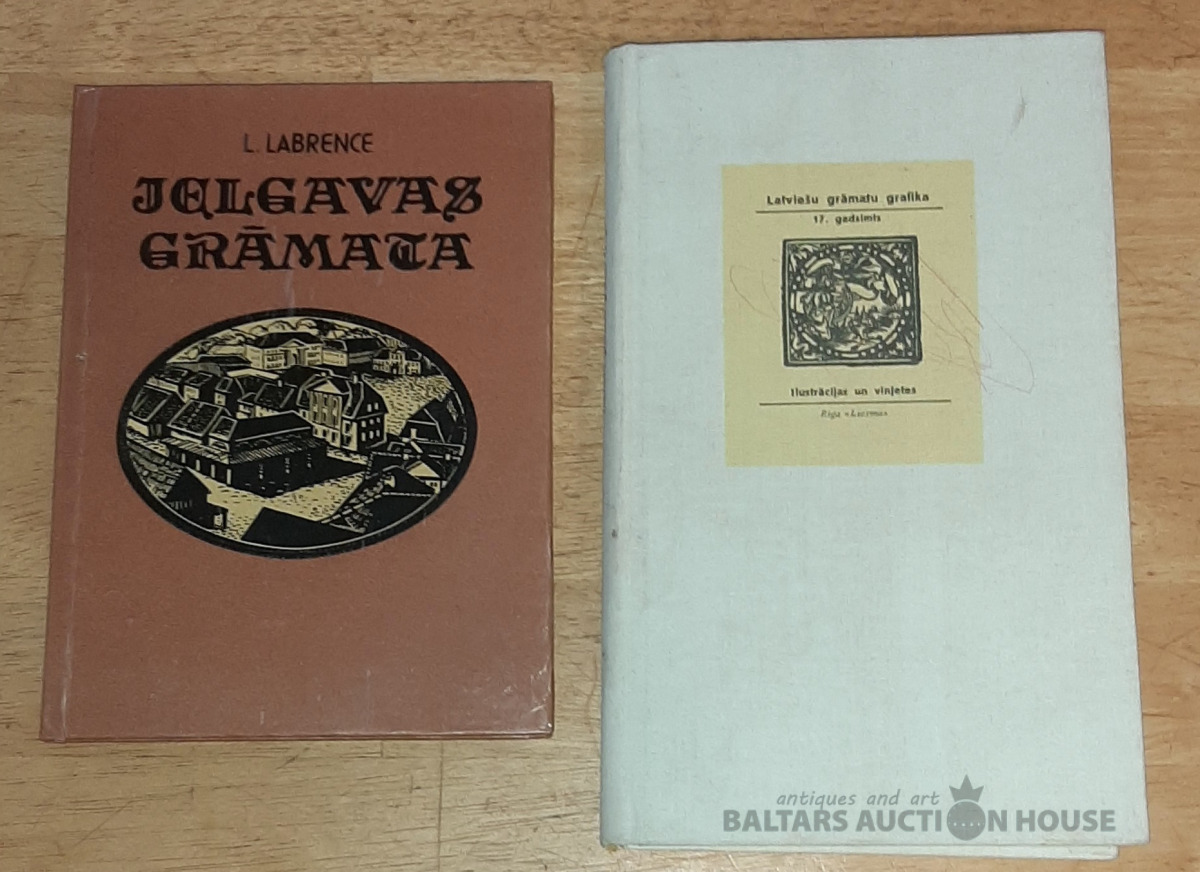 L. LABRENCE
JELGAVAS
GRĀMATA
Latviešu grāmatu grafika
17. gadsimts
Ilustrācijas un vinjetes
Rīga «Liesma»
antiques and art
BALTARS AUCTION HOUSE